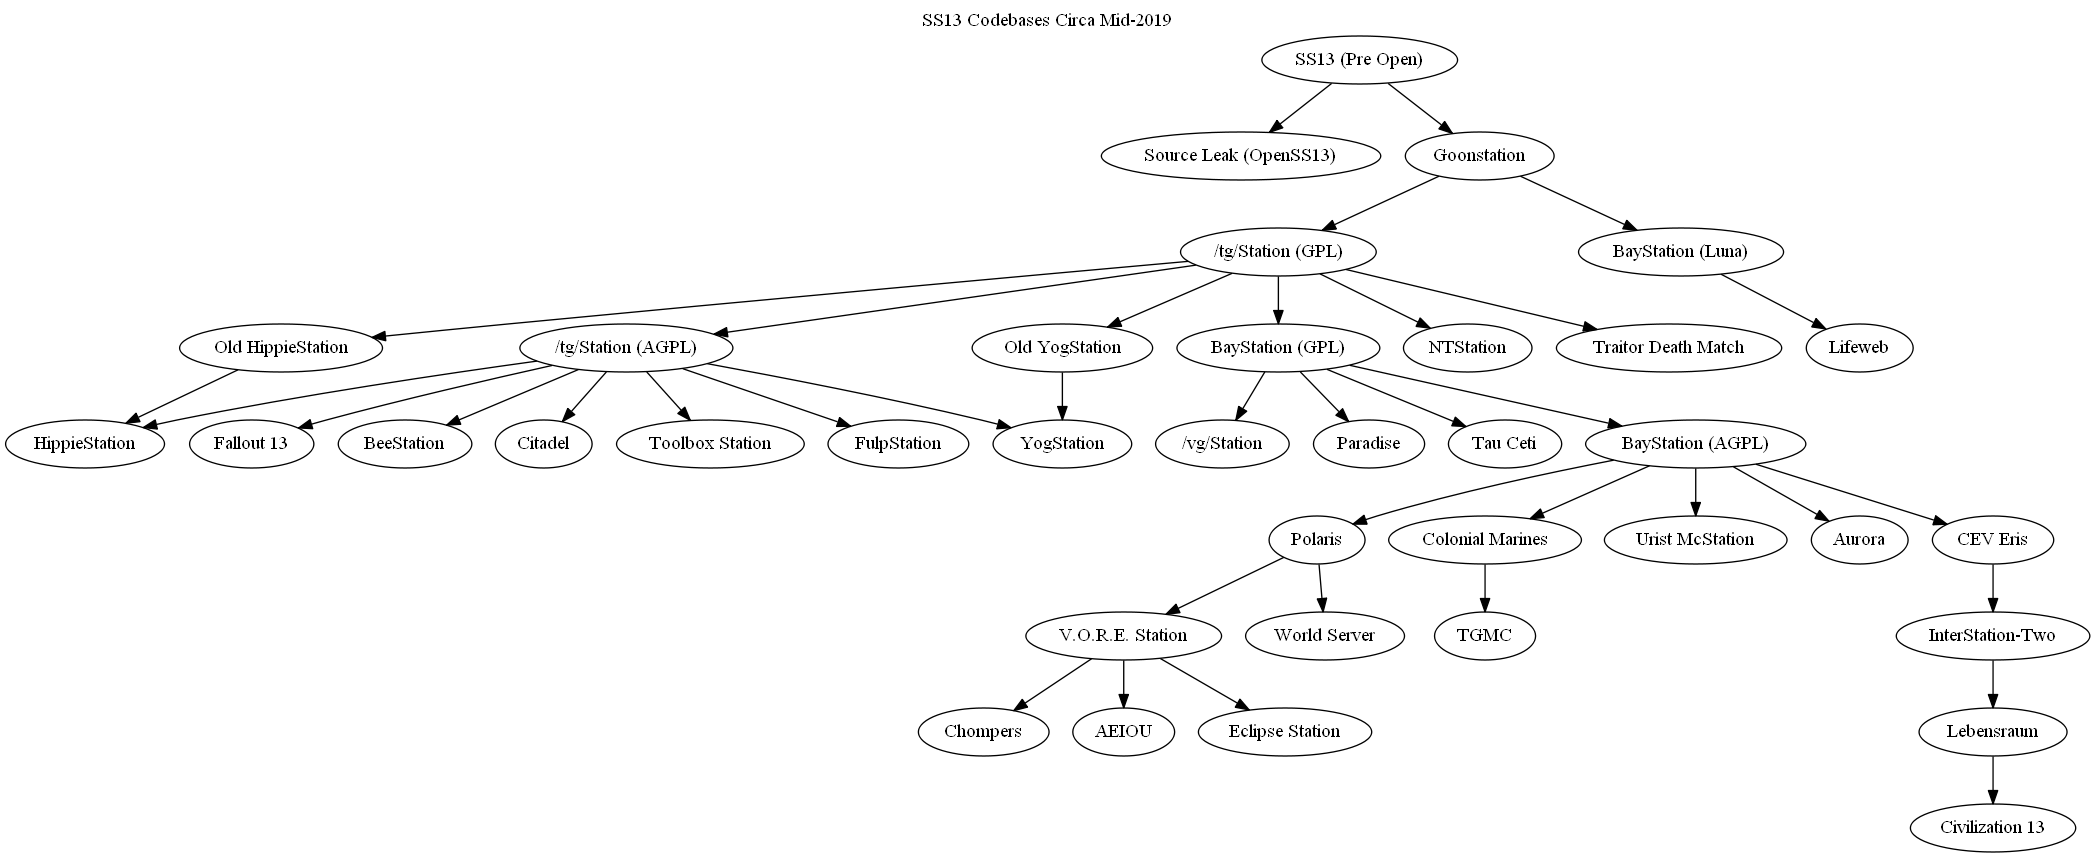 SS13 Codebases Circa Mid-2019
SS13 (Pre Open)
Source Leak (OpenSS13)
Goonstation
/tg/Station (GPL)
BayStation (Luna)
Old HippieStation
/tg/Station (AGPL)
Old YogStation
BayStation (GPL)
NTStation
Traitor Death Match
Lifeweb
HippieStation
Fallout 13
BeeStation
Citadel
Toolbox Station
FulpStation
YogStation
/vg/Station
Paradise
Tau Ceti
BayStation (AGPL)
Polaris
Colonial Marines
Urist McStation
Aurora
CEV Eris
V.O.R.E. Station
World Server
TGMC
InterStation-Two
Chompers
AEIOU
Eclipse Station
Lebensraum
Civilization 13